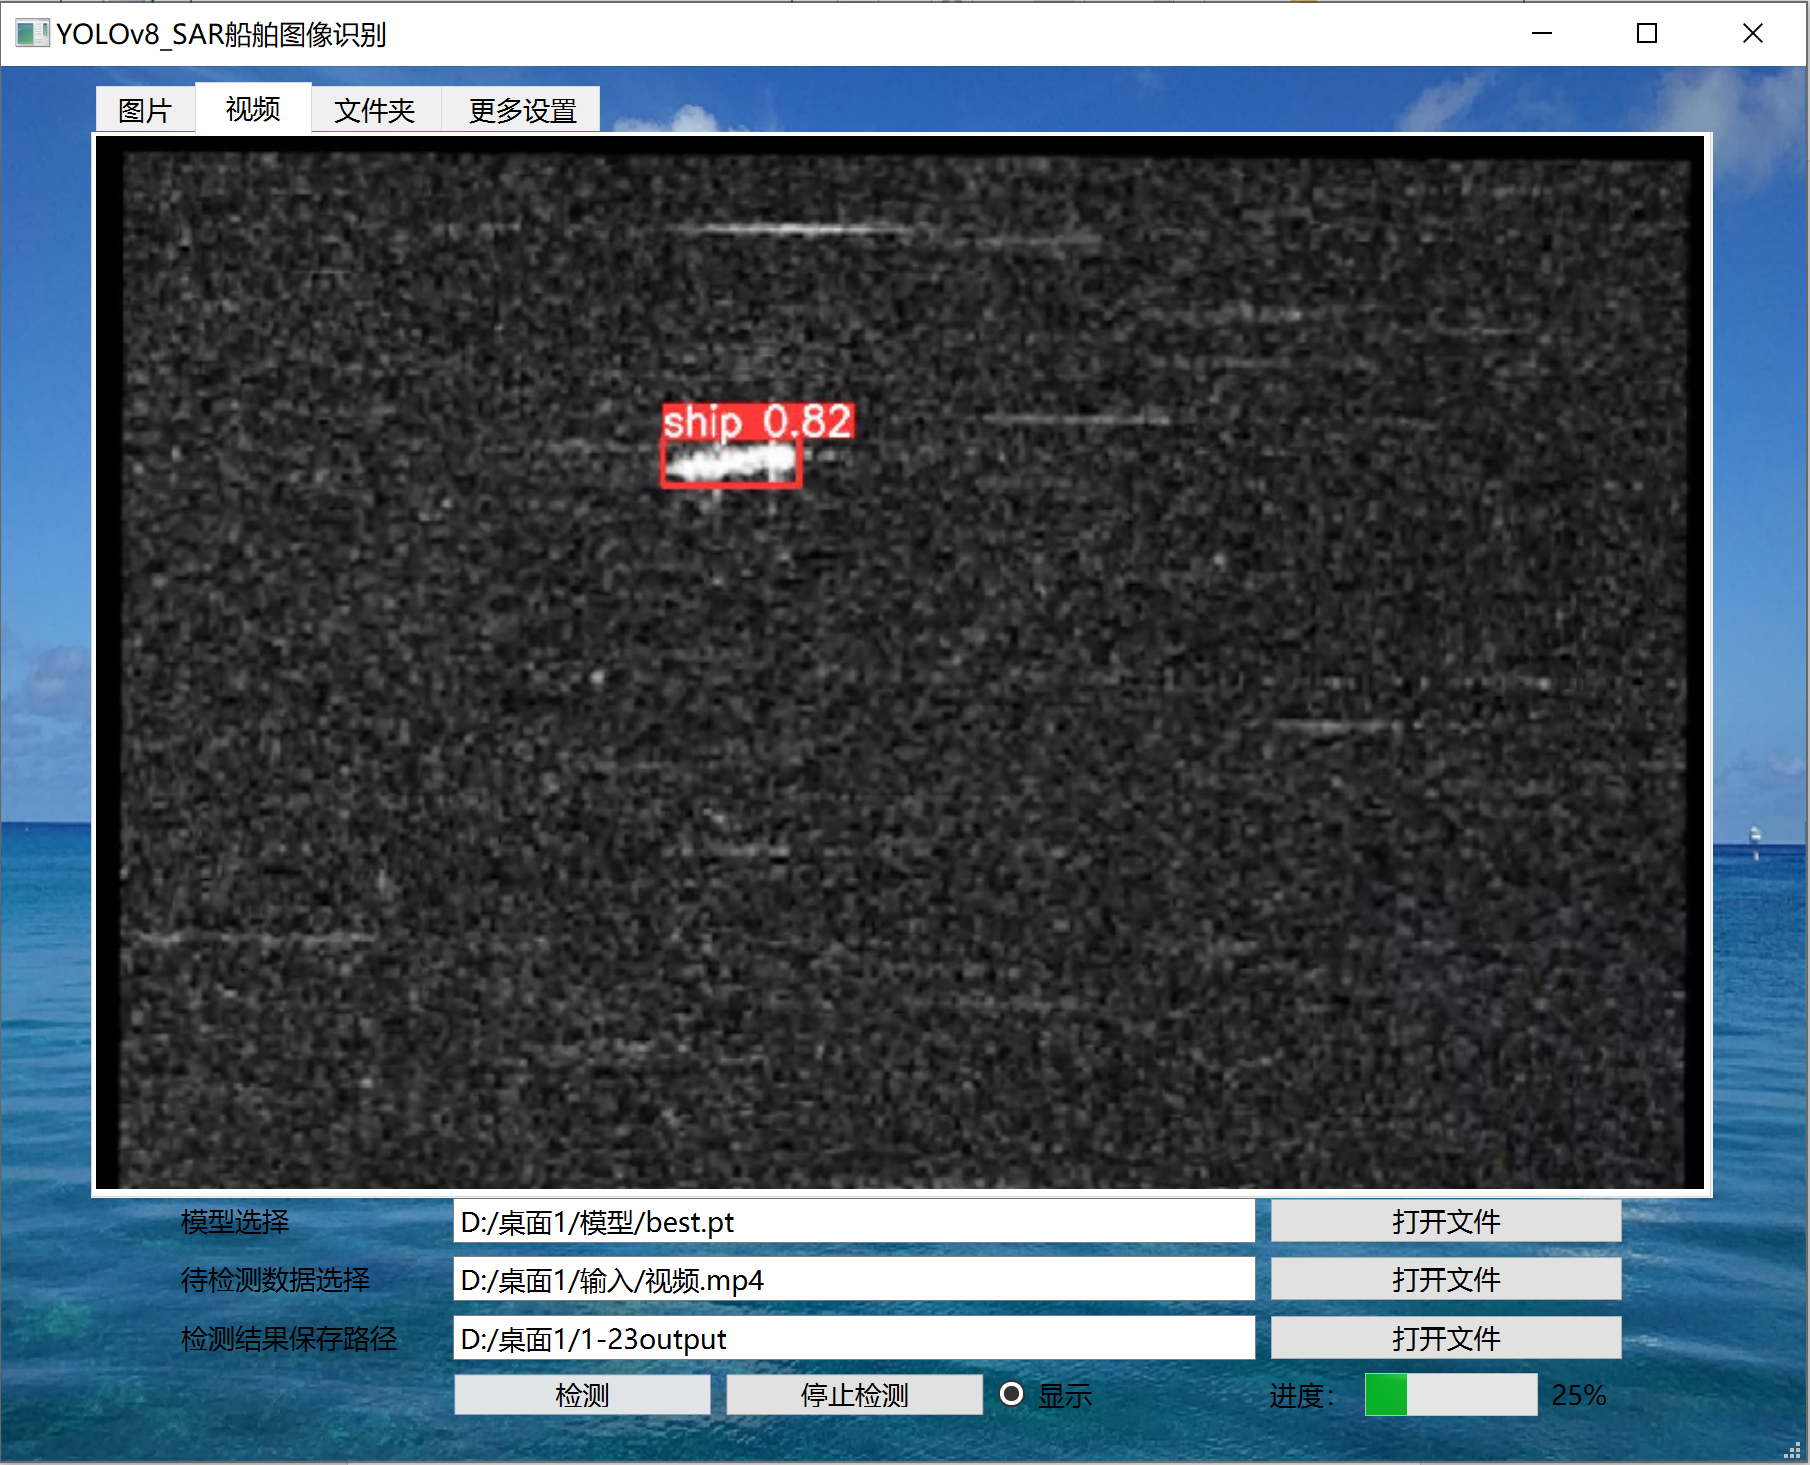 YOLOv8_SAR船舶图像识别
图片 视频 文件夹 更多设置
ship 0.82
模型选择 D:/桌面1/模型/best.pt 打开文件
待检测数据选择 D:/桌面1/输入/视频.mp4 打开文件
检测结果保存路径 D:/桌面1/1-23output 打开文件
检测 停止检测 显示 进度： 25%